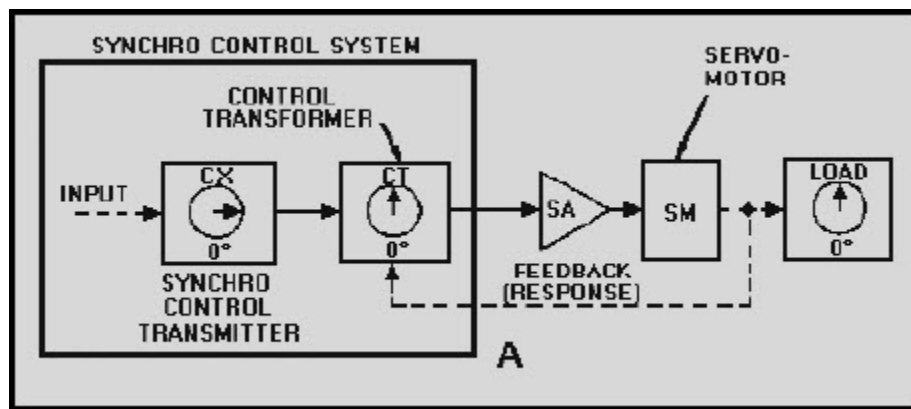 SYNCHRO CONTROL SYSTEM
SERVO-
MOTOR
CONTROL
TRANSFORMER
INPUT
CX
0°
CT
0°
SA
SM
LOAD
0°
SYNCHRO
CONTROL
TRANSMITTER
FEEDBACK
(RESPONSE)
A